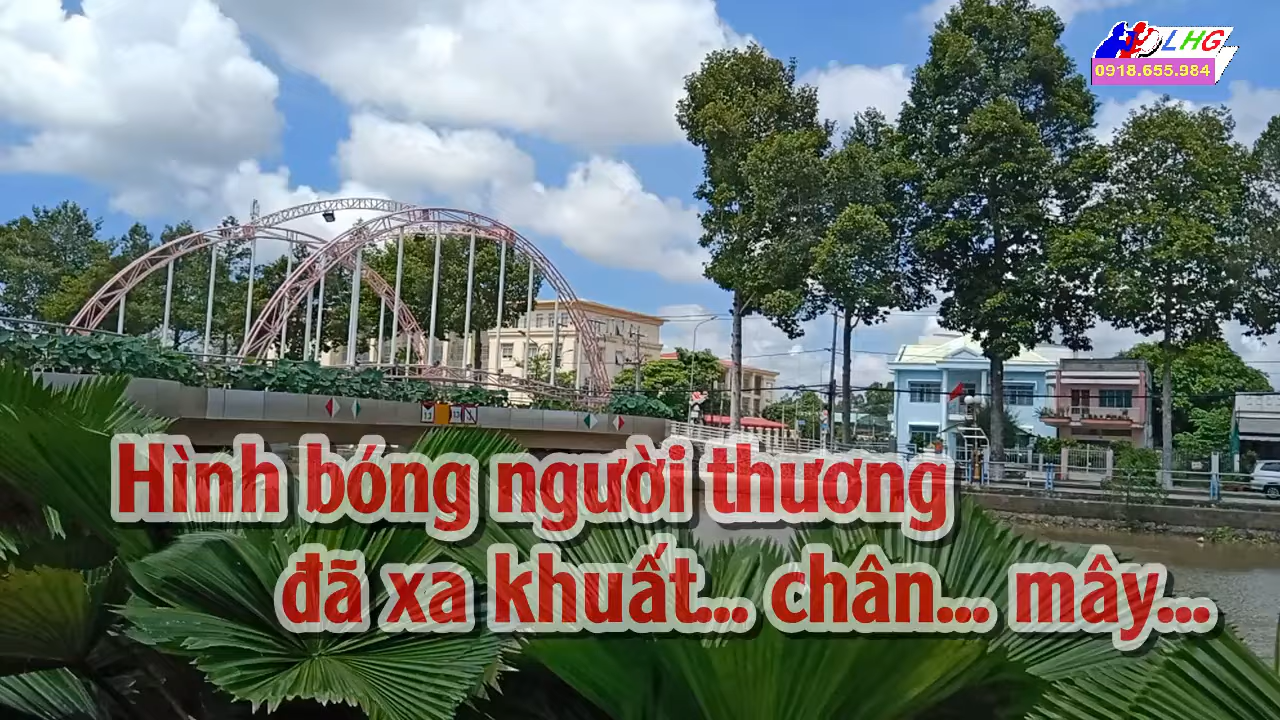 LHG
0918.655.984
Hình bóng người thương
đã xa khuất... chân... mây...